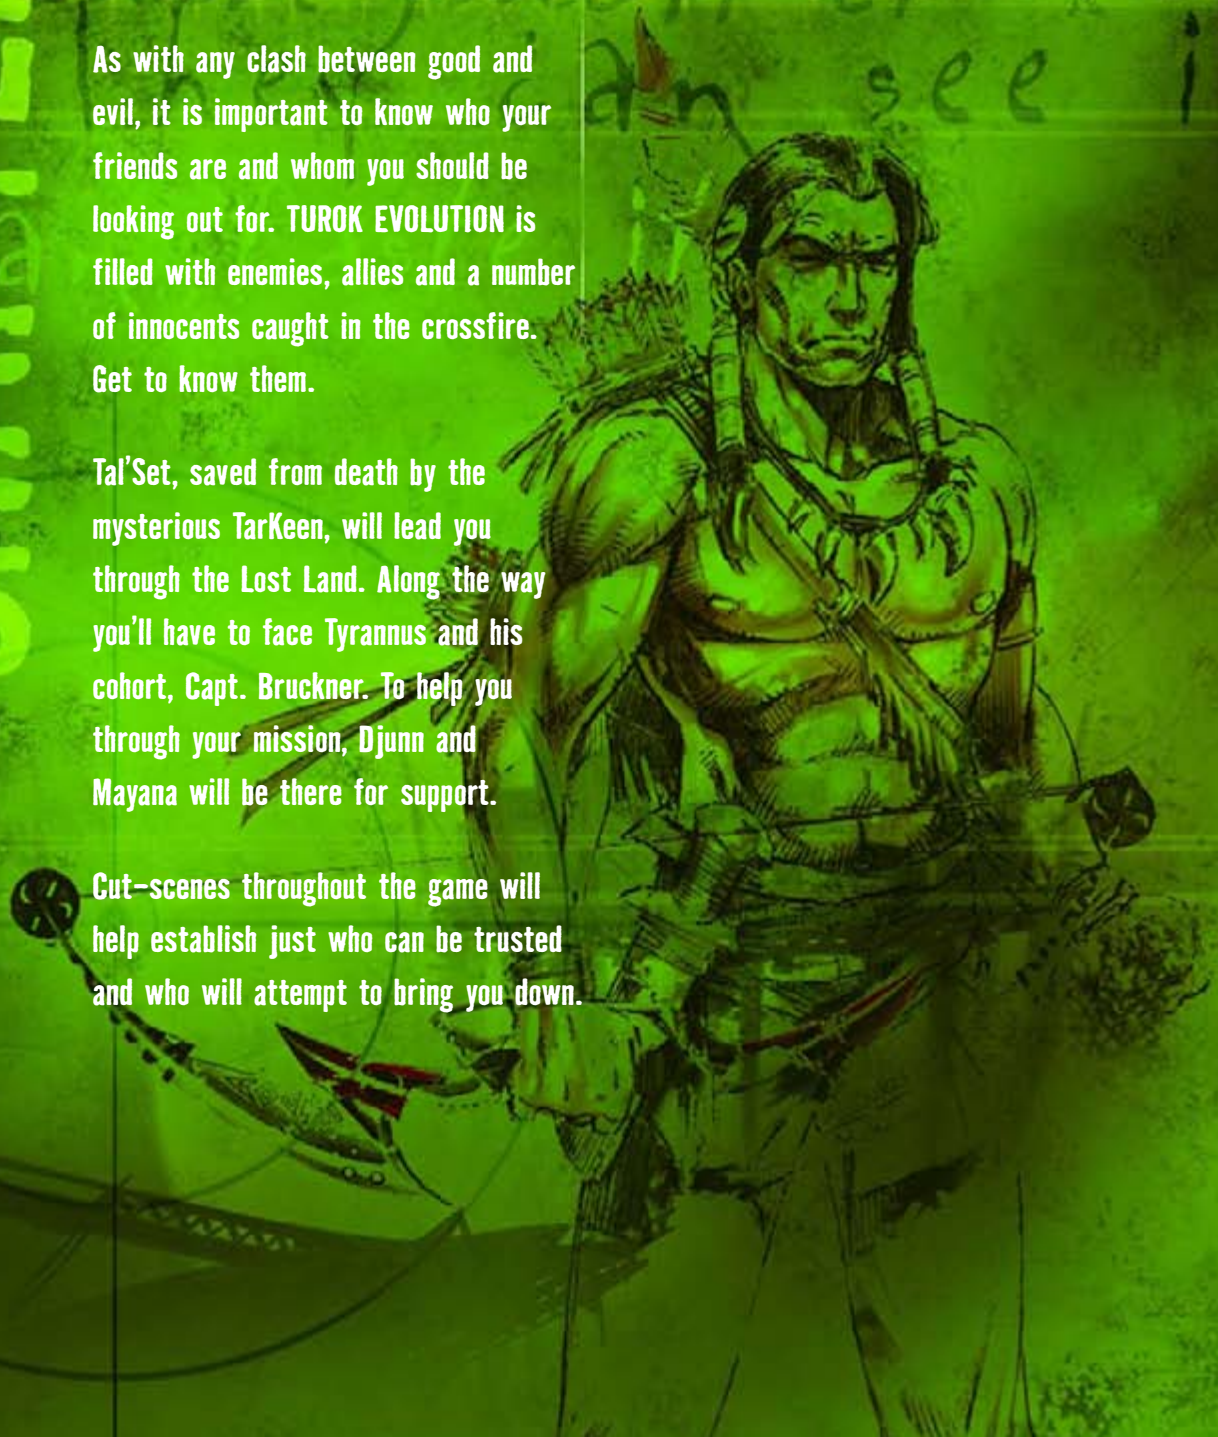 can see i
As with any clash between good and
evil, it is important to know who your
friends are and whom you should be
looking out for. TUROK EVOLUTION is
filled with enemies, allies and a number
of innocents caught in the crossfire.
Get to know them.
Tal'Set, saved from death by the
mysterious TarKeen, will lead you
through the Lost Land. Along the way
you'll have to face Tyrannus and his
cohort, Capt. Bruckner. To help you
through your mission, Djunn and
Mayana will be there for support.
Cut-scenes throughout the game will
help establish just who can be trusted
and who will attempt to bring you down.